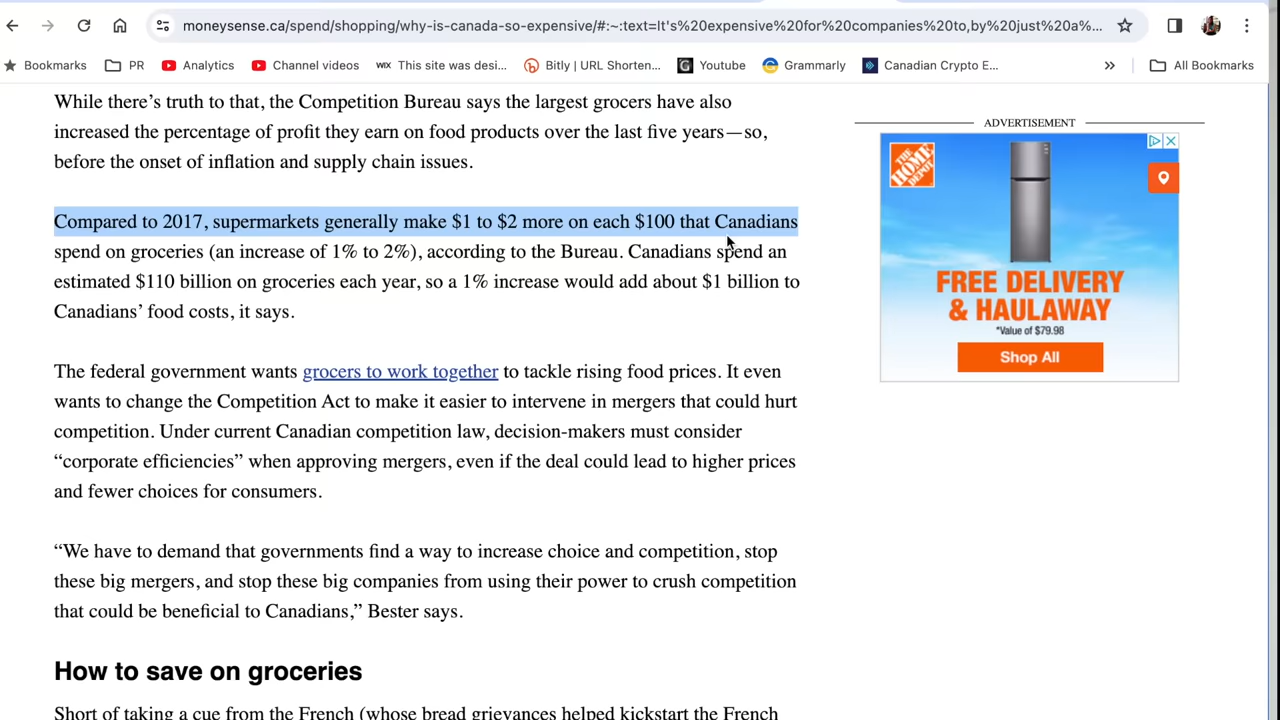 moneysense.ca/spend/shopping/why-is-canada-so-expensive/#:~:text=It's%20expensive%20for%20companies%20to,by%20just%20a%...
Bookmarks PR Analytics Channel videos WIX This site was desi... Bitly | URL Shorten... Youtube Grammarly Canadian Crypto E... » All Bookmarks
While there's truth to that, the Competition Bureau says the largest grocers have also
increased the percentage of profit they earn on food products over the last five years—so,
before the onset of inflation and supply chain issues.
Compared to 2017, supermarkets generally make $1 to $2 more on each $100 that Canadians
spend on groceries (an increase of 1% to 2%), according to the Bureau. Canadians spend an
estimated $110 billion on groceries each year, so a 1% increase would add about $1 billion to
Canadians' food costs, it says.
The federal government wants grocers to work together to tackle rising food prices. It even
wants to change the Competition Act to make it easier to intervene in mergers that could hurt
competition. Under current Canadian competition law, decision-makers must consider
“corporate efficiencies” when approving mergers, even if the deal could lead to higher prices
and fewer choices for consumers.
“We have to demand that governments find a way to increase choice and competition, stop
these big mergers, and stop these big companies from using their power to crush competition
that could be beneficial to Canadians,” Bester says.
How to save on groceries
Short of taking a cue from the French (whose bread grievances helped kickstart the French
ADVERTISEMENT
THE
HOME
DEPOT
FREE DELIVERY
& HAULAWAY
*Value of $79.98
Shop All